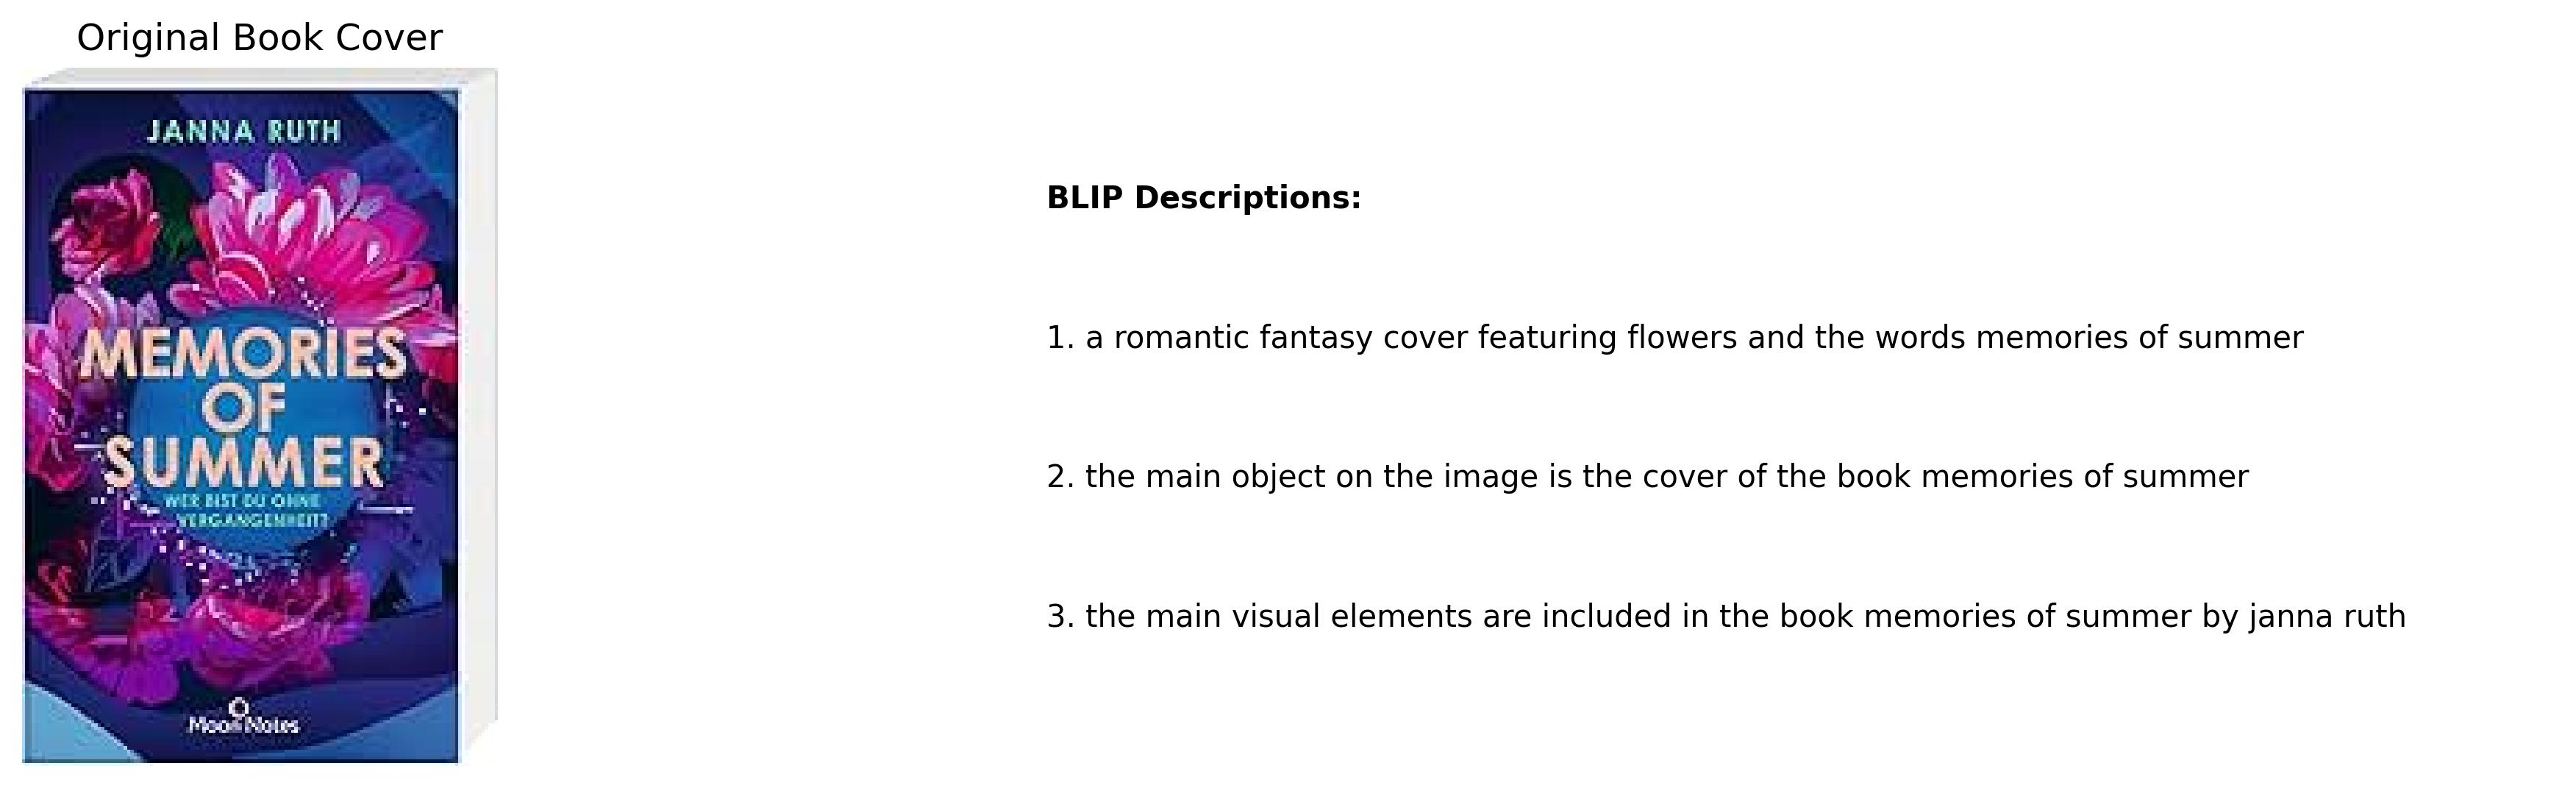 Original Book Cover
JANNA RUTH
MEMORIES
OF
SUMMER
WER BIST DU OHNE
VERGANGENHEIT?
Moon Notes
BLIP Descriptions:
1. a romantic fantasy cover featuring flowers and the words memories of summer
2. the main object on the image is the cover of the book memories of summer
3. the main visual elements are included in the book memories of summer by janna ruth